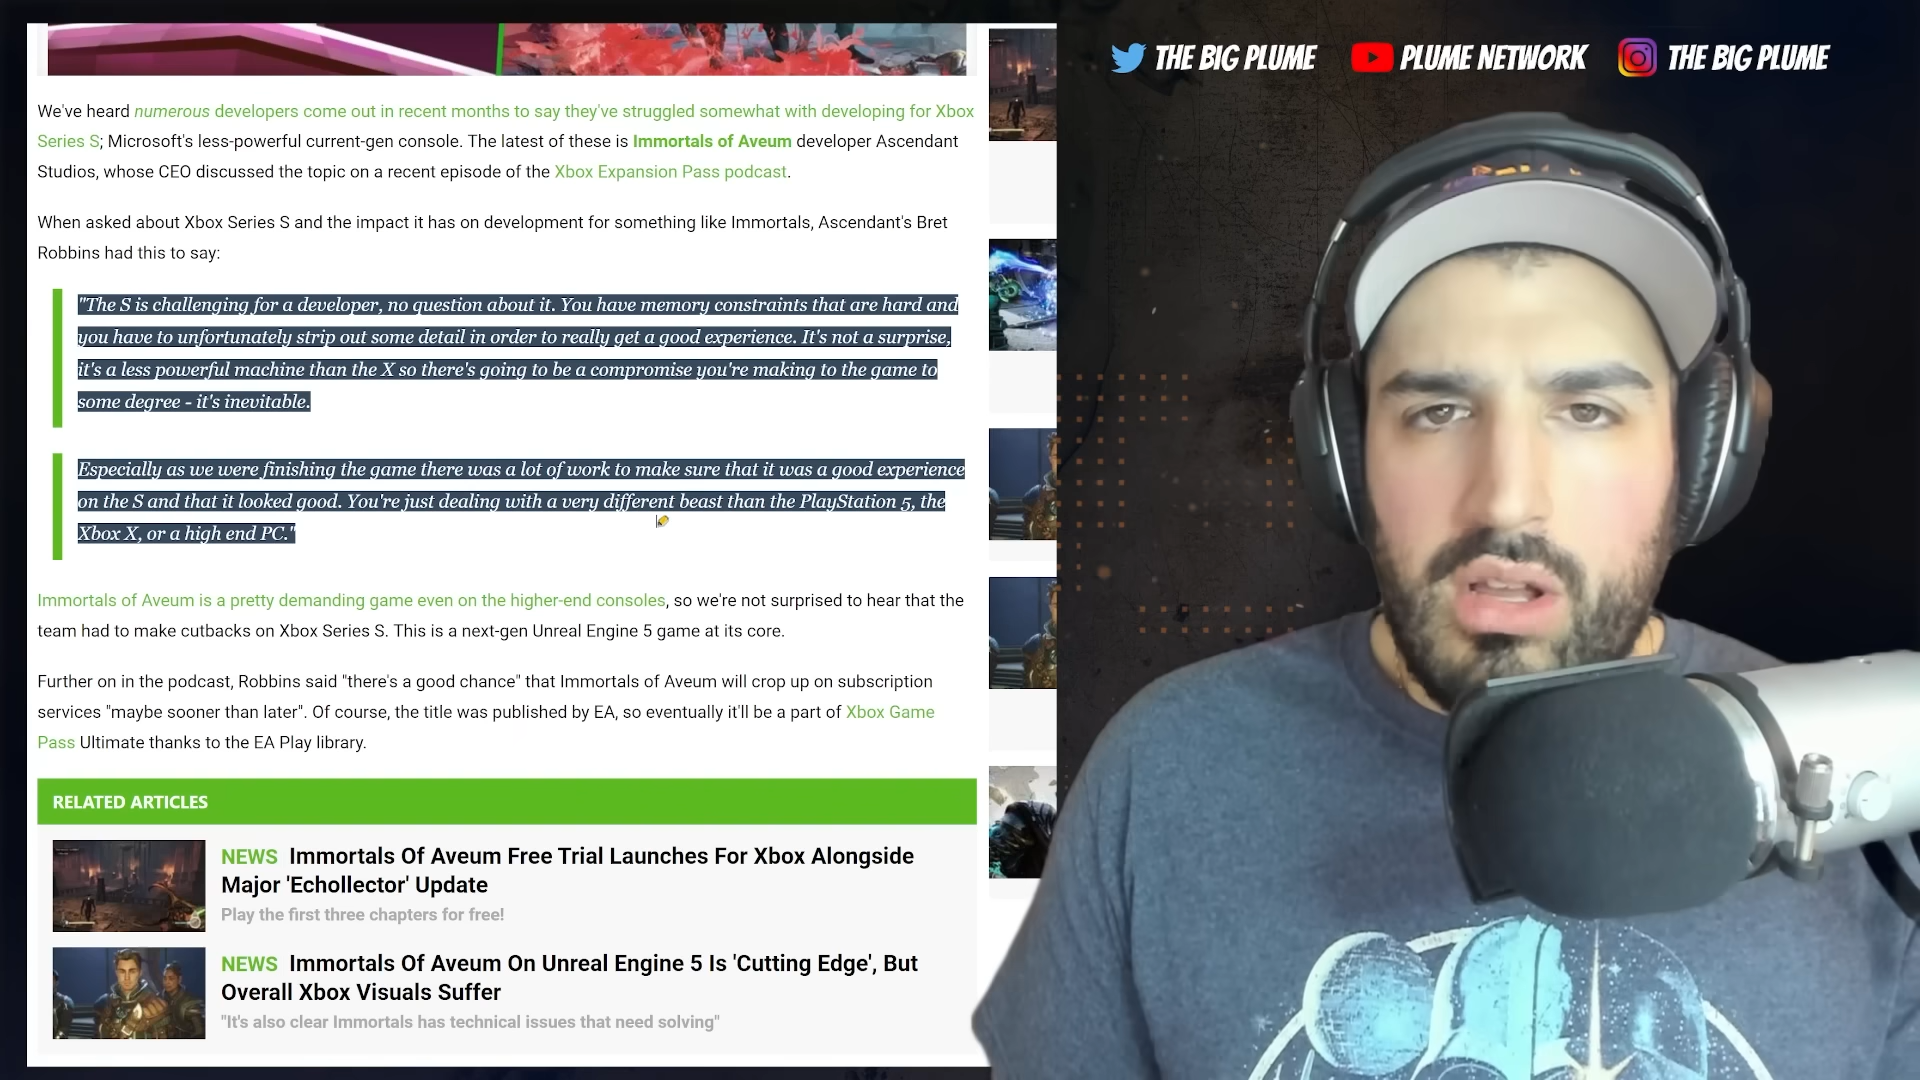 THE BIG PLUME PLUME NETWORK THE BIG PLUME
We've heard numerous developers come out in recent months to say they've struggled somewhat with developing for Xbox
Series S; Microsoft's less-powerful current-gen console. The latest of these is Immortals of Aveum developer Ascendant
Studios, whose CEO discussed the topic on a recent episode of the Xbox Expansion Pass podcast.
When asked about Xbox Series S and the impact it has on development for something like Immortals, Ascendant's Bret
Robbins had this to say:
"The S is challenging for a developer, no question about it. You have memory constraints that are hard and
you have to unfortunately strip out some detail in order to really get a good experience. It's not a surprise,
it's a less powerful machine than the X so there's going to be a compromise you're making to the game to
some degree - it's inevitable.
Especially as we were finishing the game there was a lot of work to make sure that it was a good experience
on the S and that it looked good. You're just dealing with a very different beast than the PlayStation 5, the
Xbox X, or a high end PC."
Immortals of Aveum is a pretty demanding game even on the higher-end consoles, so we're not surprised to hear that the
team had to make cutbacks on Xbox Series S. This is a next-gen Unreal Engine 5 game at its core.
Further on in the podcast, Robbins said "there's a good chance" that Immortals of Aveum will crop up on subscription
services "maybe sooner than later". Of course, the title was published by EA, so eventually it'll be a part of Xbox Game
Pass Ultimate thanks to the EA Play library.
RELATED ARTICLES
NEWS Immortals Of Aveum Free Trial Launches For Xbox Alongside
Major 'Echollector' Update
Play the first three chapters for free!
NEWS Immortals Of Aveum On Unreal Engine 5 Is 'Cutting Edge', But
Overall Xbox Visuals Suffer
"It's also clear Immortals has technical issues that need solving"